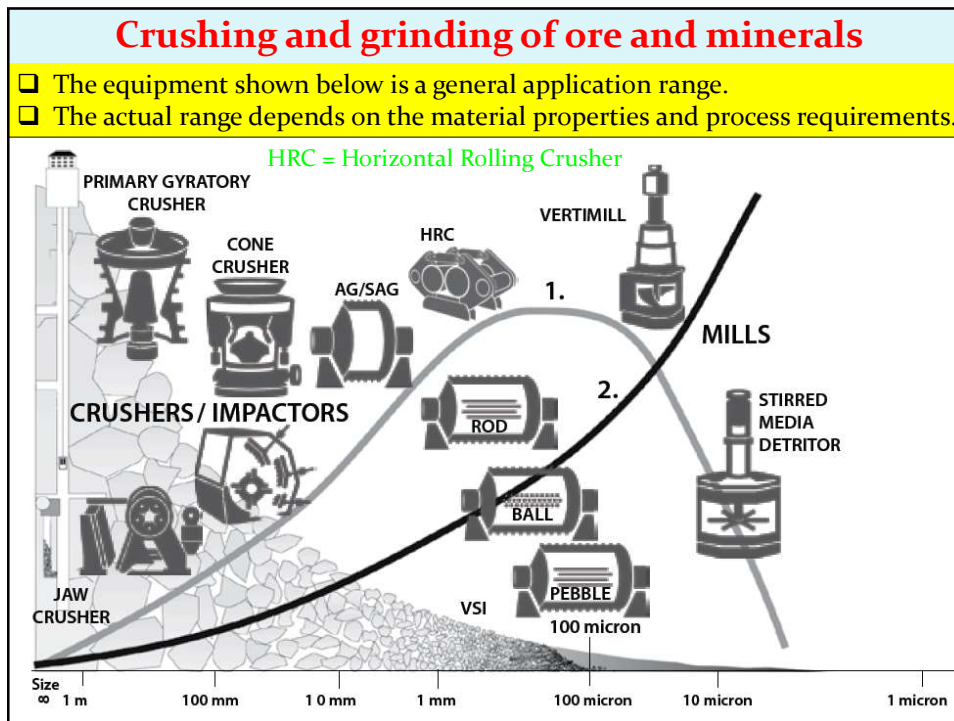 Crushing and grinding of ore and minerals
❑ The equipment shown below is a general application range.
❑ The actual range depends on the material properties and process requirements.
HRC = Horizontal Rolling Crusher
PRIMARY GYRATORY
CRUSHER
CONE
CRUSHER
AG/SAG
HRC
VERTIMILL
1.
MILLS
2.
CRUSHERS / IMPACTORS
ROD
STIRRED
MEDIA
DETRITOR
BALL
JAW
CRUSHER
VSI
PEBBLE
100 micron
Size
∞ 1 m 100 mm 1 0 mm 1 mm 100 micron 10 micron 1 micron